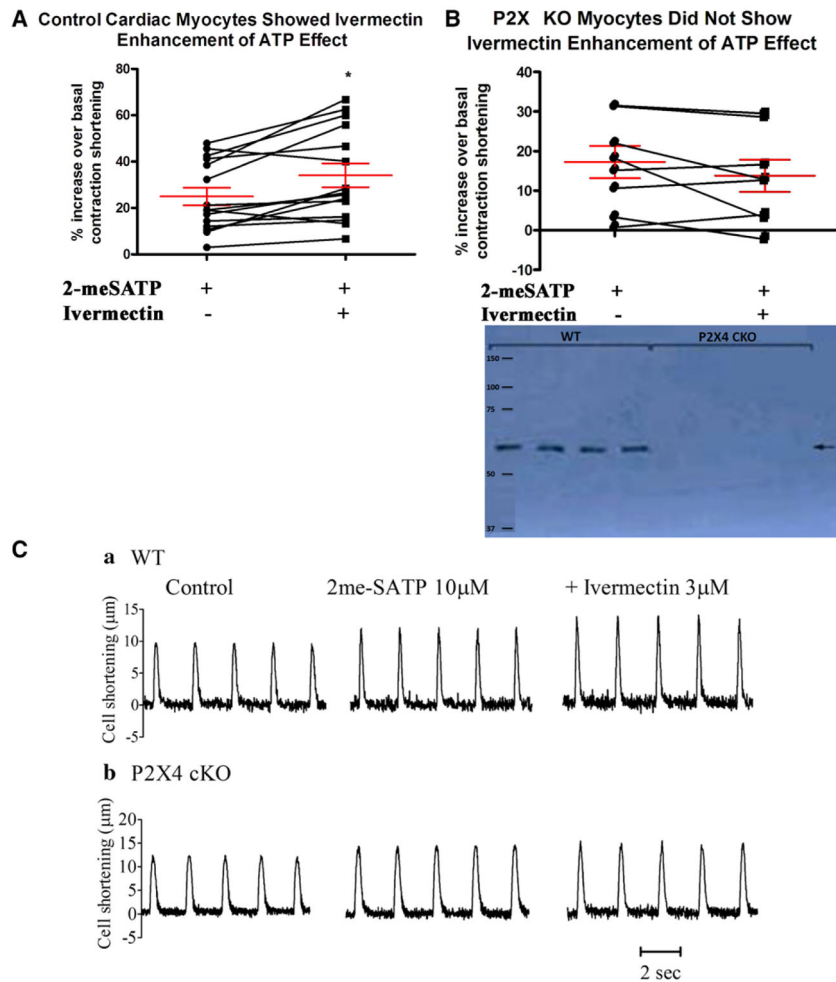 A Control Cardiac Myocytes Showed Ivermectin
Enhancement of ATP Effect
*
% increase over basal
contraction shortening
80
60
40
20
0
2-meSATP + +
Ivermectin - +
B P2X KO Myocytes Did Not Show
Ivermectin Enhancement of ATP Effect
% increase over basal
contraction shortening
40
30
20
10
0
-10
2-meSATP + +
Ivermectin - +
WT P2X4 CKO
150
100
75
50
37
C
a WT
Control 2me-SATP 10μM + Ivermectin 3μM
Cell shortening (μm)
15
10
5
0
-5
b P2X4 cKO
Cell shortening (μm)
20
15
10
5
0
-5
2 sec